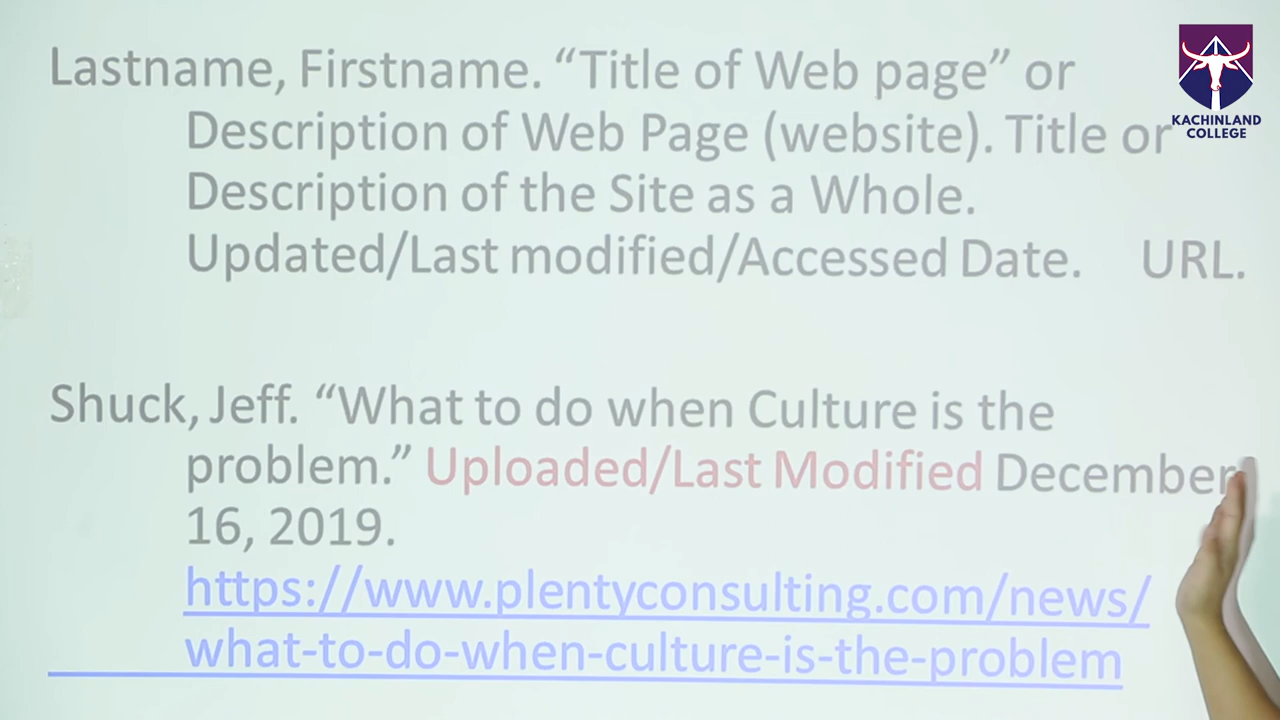 Lastname, Firstname. “Title of Web page” or
Description of Web Page (website). Title or
Description of the Site as a Whole.
Updated/Last modified/Accessed Date. URL.
Shuck, Jeff. “What to do when Culture is the
problem.” Uploaded/Last Modified December
16, 2019.
https://www.plentyconsulting.com/news/
what-to-do-when-culture-is-the-problem
KACHINLAND
COLLEGE